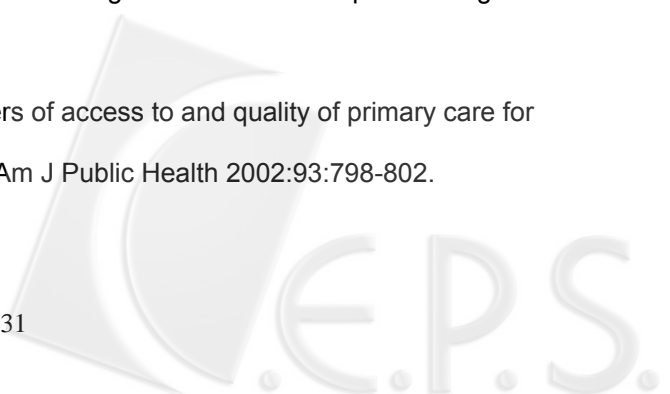 ers of access to and quality of primary care for
Am J Public Health 2002:93:798-802.
31
C.E.P.S.